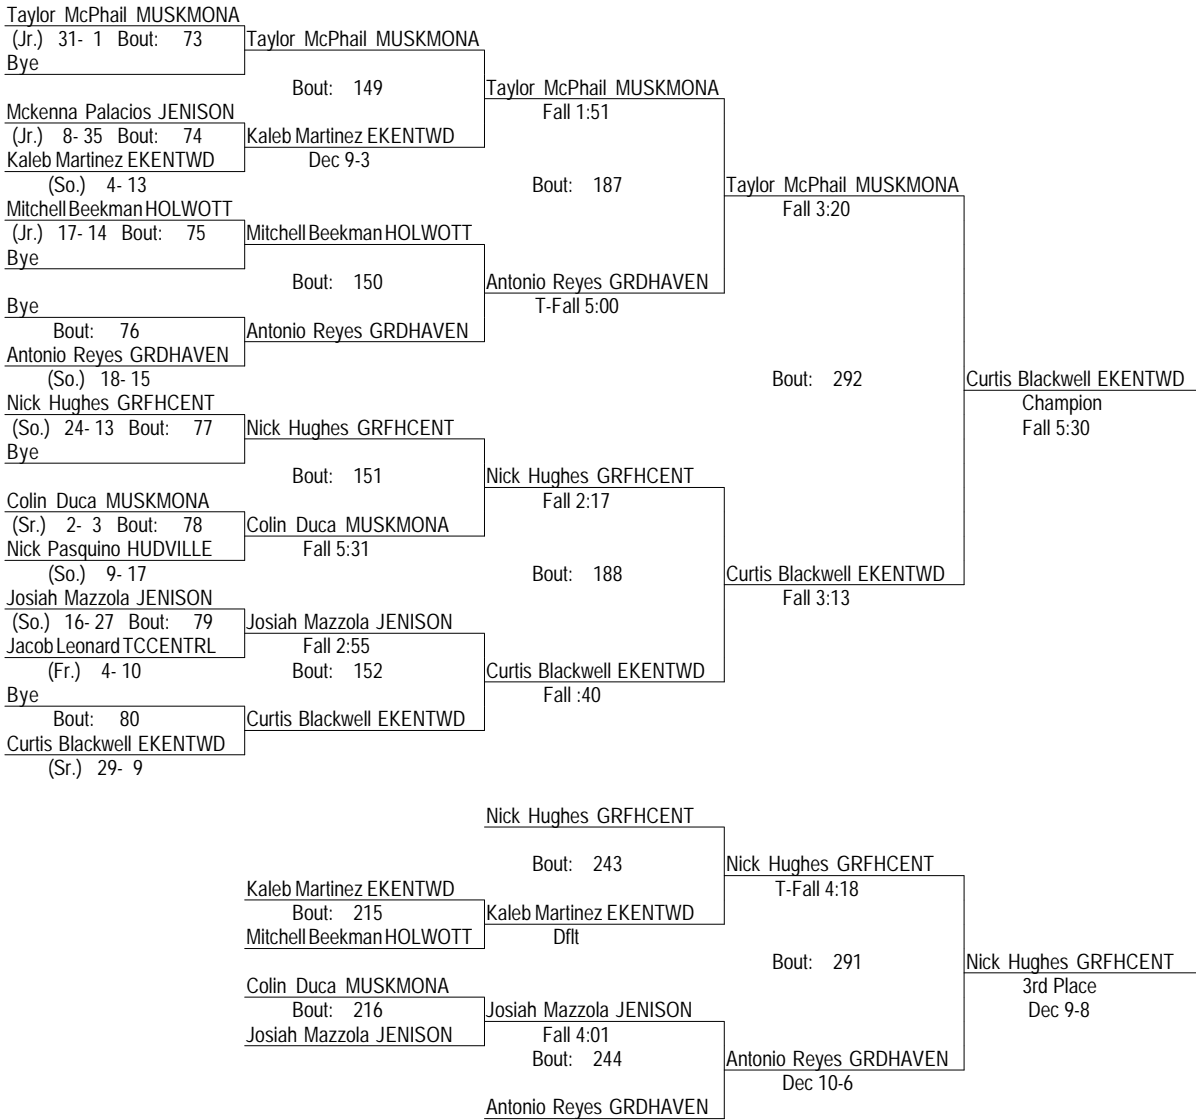 Taylor McPhail MUSKMONA
(Jr.) 31- 1 Bout: 73 Taylor McPhail MUSKMONA
Bye
Bout: 149 Taylor McPhail MUSKMONA
Mckenna Palacios JENISON Fall 1:51
(Jr.) 8- 35 Bout: 74 Kaleb Martinez EKENTWD
Kaleb Martinez EKENTWD Dec 9-3
(So.) 4- 13 Bout: 187 Taylor McPhail MUSKMONA
Mitchell Beekman HOLWOTT Fall 3:20
(Jr.) 17- 14 Bout: 75 Mitchell Beekman HOLWOTT
Bye
Bout: 150 Antonio Reyes GRDHAVEN
Bye T-Fall 5:00
Bout: 76 Antonio Reyes GRDHAVEN
Antonio Reyes GRDHAVEN
(So.) 18- 15 Bout: 292 Curtis Blackwell EKENTWD
Nick Hughes GRFHCENT Champion
(So.) 24- 13 Bout: 77 Nick Hughes GRFHCENT Fall 5:30
Bye
Bout: 151 Nick Hughes GRFHCENT
Colin Duca MUSKMONA Fall 2:17
(Sr.) 2- 3 Bout: 78 Colin Duca MUSKMONA
Nick Pasquino HUDVILLE Fall 5:31
(So.) 9- 17 Bout: 188 Curtis Blackwell EKENTWD
Josiah Mazzola JENISON Fall 3:13
(So.) 16- 27 Bout: 79 Josiah Mazzola JENISON
Jacob Leonard TCCENTRL Fall 2:55
(Fr.) 4- 10 Bout: 152 Curtis Blackwell EKENTWD
Bye Fall :40
Bout: 80 Curtis Blackwell EKENTWD
Curtis Blackwell EKENTWD
(Sr.) 29- 9
Nick Hughes GRFHCENT
Bout: 243 Nick Hughes GRFHCENT
Kaleb Martinez EKENTWD T-Fall 4:18
Bout: 215 Kaleb Martinez EKENTWD
Mitchell Beekman HOLWOTT Dflt
Bout: 291 Nick Hughes GRFHCENT
Colin Duca MUSKMONA 3rd Place
Bout: 216 Josiah Mazzola JENISON Dec 9-8
Josiah Mazzola JENISON Fall 4:01
Bout: 244 Antonio Reyes GRDHAVEN
Dec 10-6
Antonio Reyes GRDHAVEN